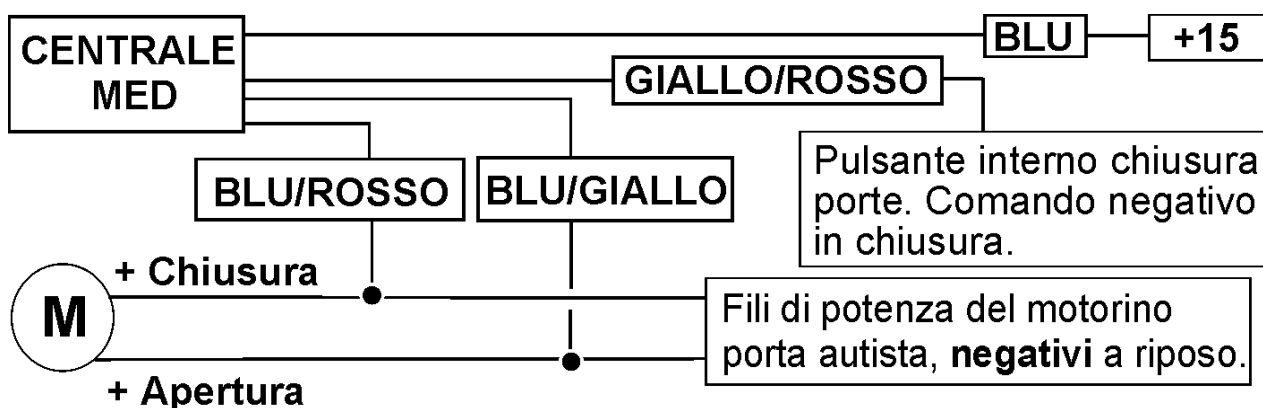 CENTRALE
MED
BLU
+15
GIALLO/ROSSO
BLU/ROSSO
BLU/GIALLO
Pulsante interno chiusura
porte. Comando negativo
in chiusura.
+ Chiusura
M
Fili di potenza del motorino
porta autista, negativi a riposo.
+ Apertura